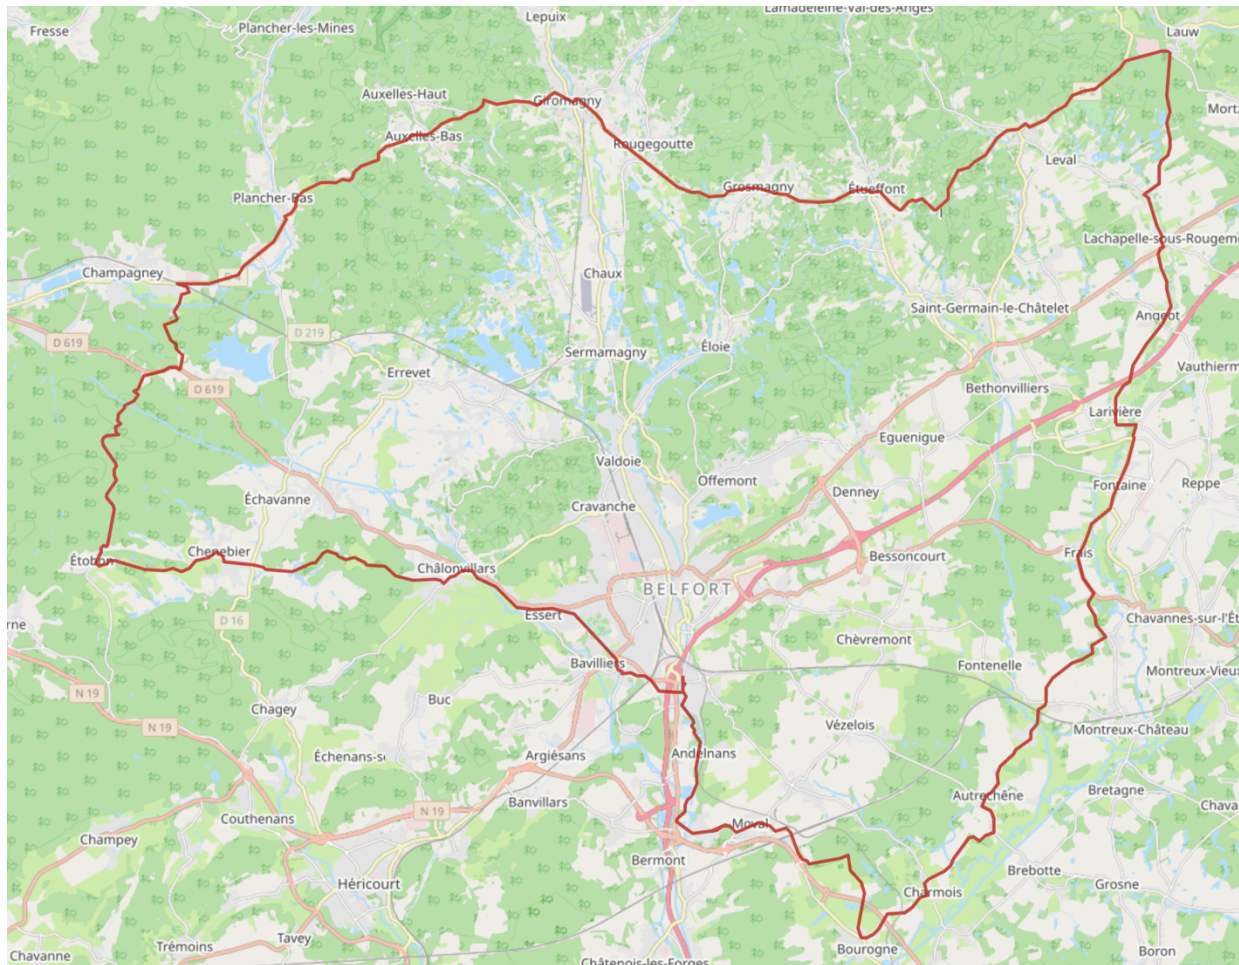 Lepuix
Lamadeleine-Val-des-Anges
Fresse
Plancher-les-Mines
Lauw
Auxelles-Haut
Giromagny
Auxelles-Bas
Rougegoutte
Leval
Plancher-Bas
Grosmagny
Étueffont
Lachapelle-sous-Rougem
Champagney
Chaux
Saint-Germain-le-Châtelet
Angeot
D 619
D 219
Éloie
Sermamagny
Errevet
Vautherm
D 619
Bethonvilliers
Larivière
Eguenigue
Valdoie
Offemont
Denney
Fontaine
Reppe
Échavanne
Cravanche
Chenebier
Frais
Bessoncourt
Étobon
Châlonvillars
BELFORT
Essert
D 16
Chavannes-sur-l'Ét
Chèvremont
erne
Bavilliers
Fontenelle
Montreux-Vieux
N 19
Buc
Chagey
N 19
Vézelois
Montreux-Château
Échenans-s
Argiésans
Andelnans
Autrechêne
Bretagne
Banvillars
Chava
N 19
Couthenans
Moval
Champey
Bermont
Brebotte
Héricourt
Charmois
Grosne
Tavey
Trémoins
Bourogne
Boron
Chavanne
Châtenois-les-Forges